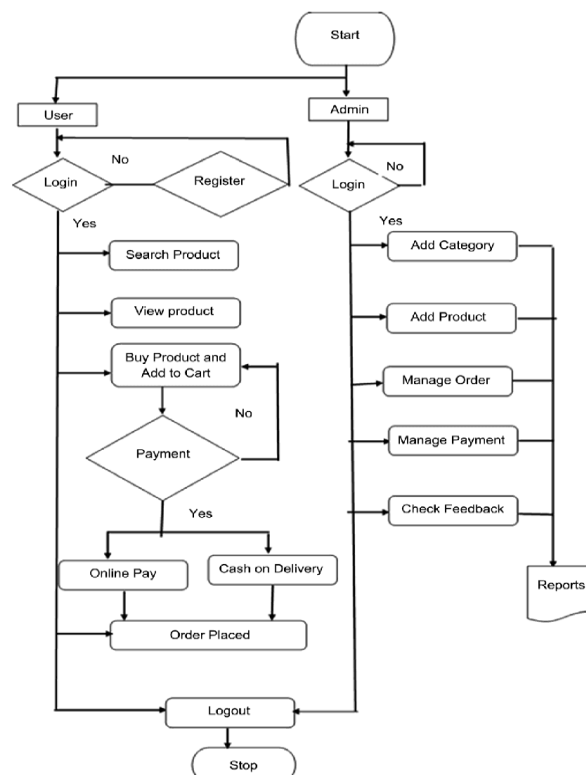 Start
User
Admin
No
No
Login
Register
Login
Yes
Yes
Search Product
Add Category
View product
Add Product
Buy Product and
Add to Cart
Manage Order
No
Payment
Manage Payment
Yes
Check Feedback
Online Pay
Cash on Delivery
Reports
Order Placed
Logout
Stop